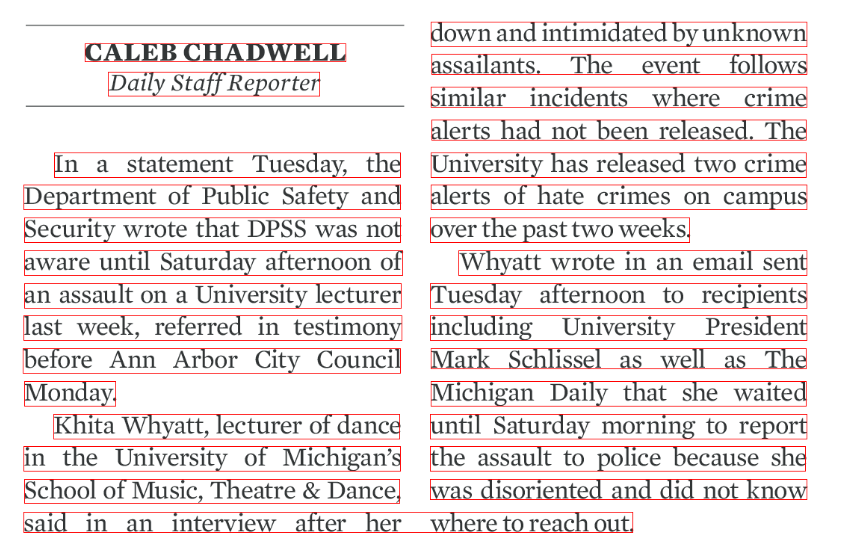 CALEB CHADWELL
Daily Staff Reporter
In a statement Tuesday, the
Department of Public Safety and
Security wrote that DPSS was not
aware until Saturday afternoon of
an assault on a University lecturer
last week, referred in testimony
before Ann Arbor City Council
Monday.
Khita Whyatt, lecturer of dance
in the University of Michigan’s
School of Music, Theatre & Dance,
said in an interview after her
down and intimidated by unknown
assailants. The event follows
similar incidents where crime
alerts had not been released. The
University has released two crime
alerts of hate crimes on campus
over the past two weeks.
Whyatt wrote in an email sent
Tuesday afternoon to recipients
including University President
Mark Schlissel as well as The
Michigan Daily that she waited
until Saturday morning to report
the assault to police because she
was disoriented and did not know
where to reach out.